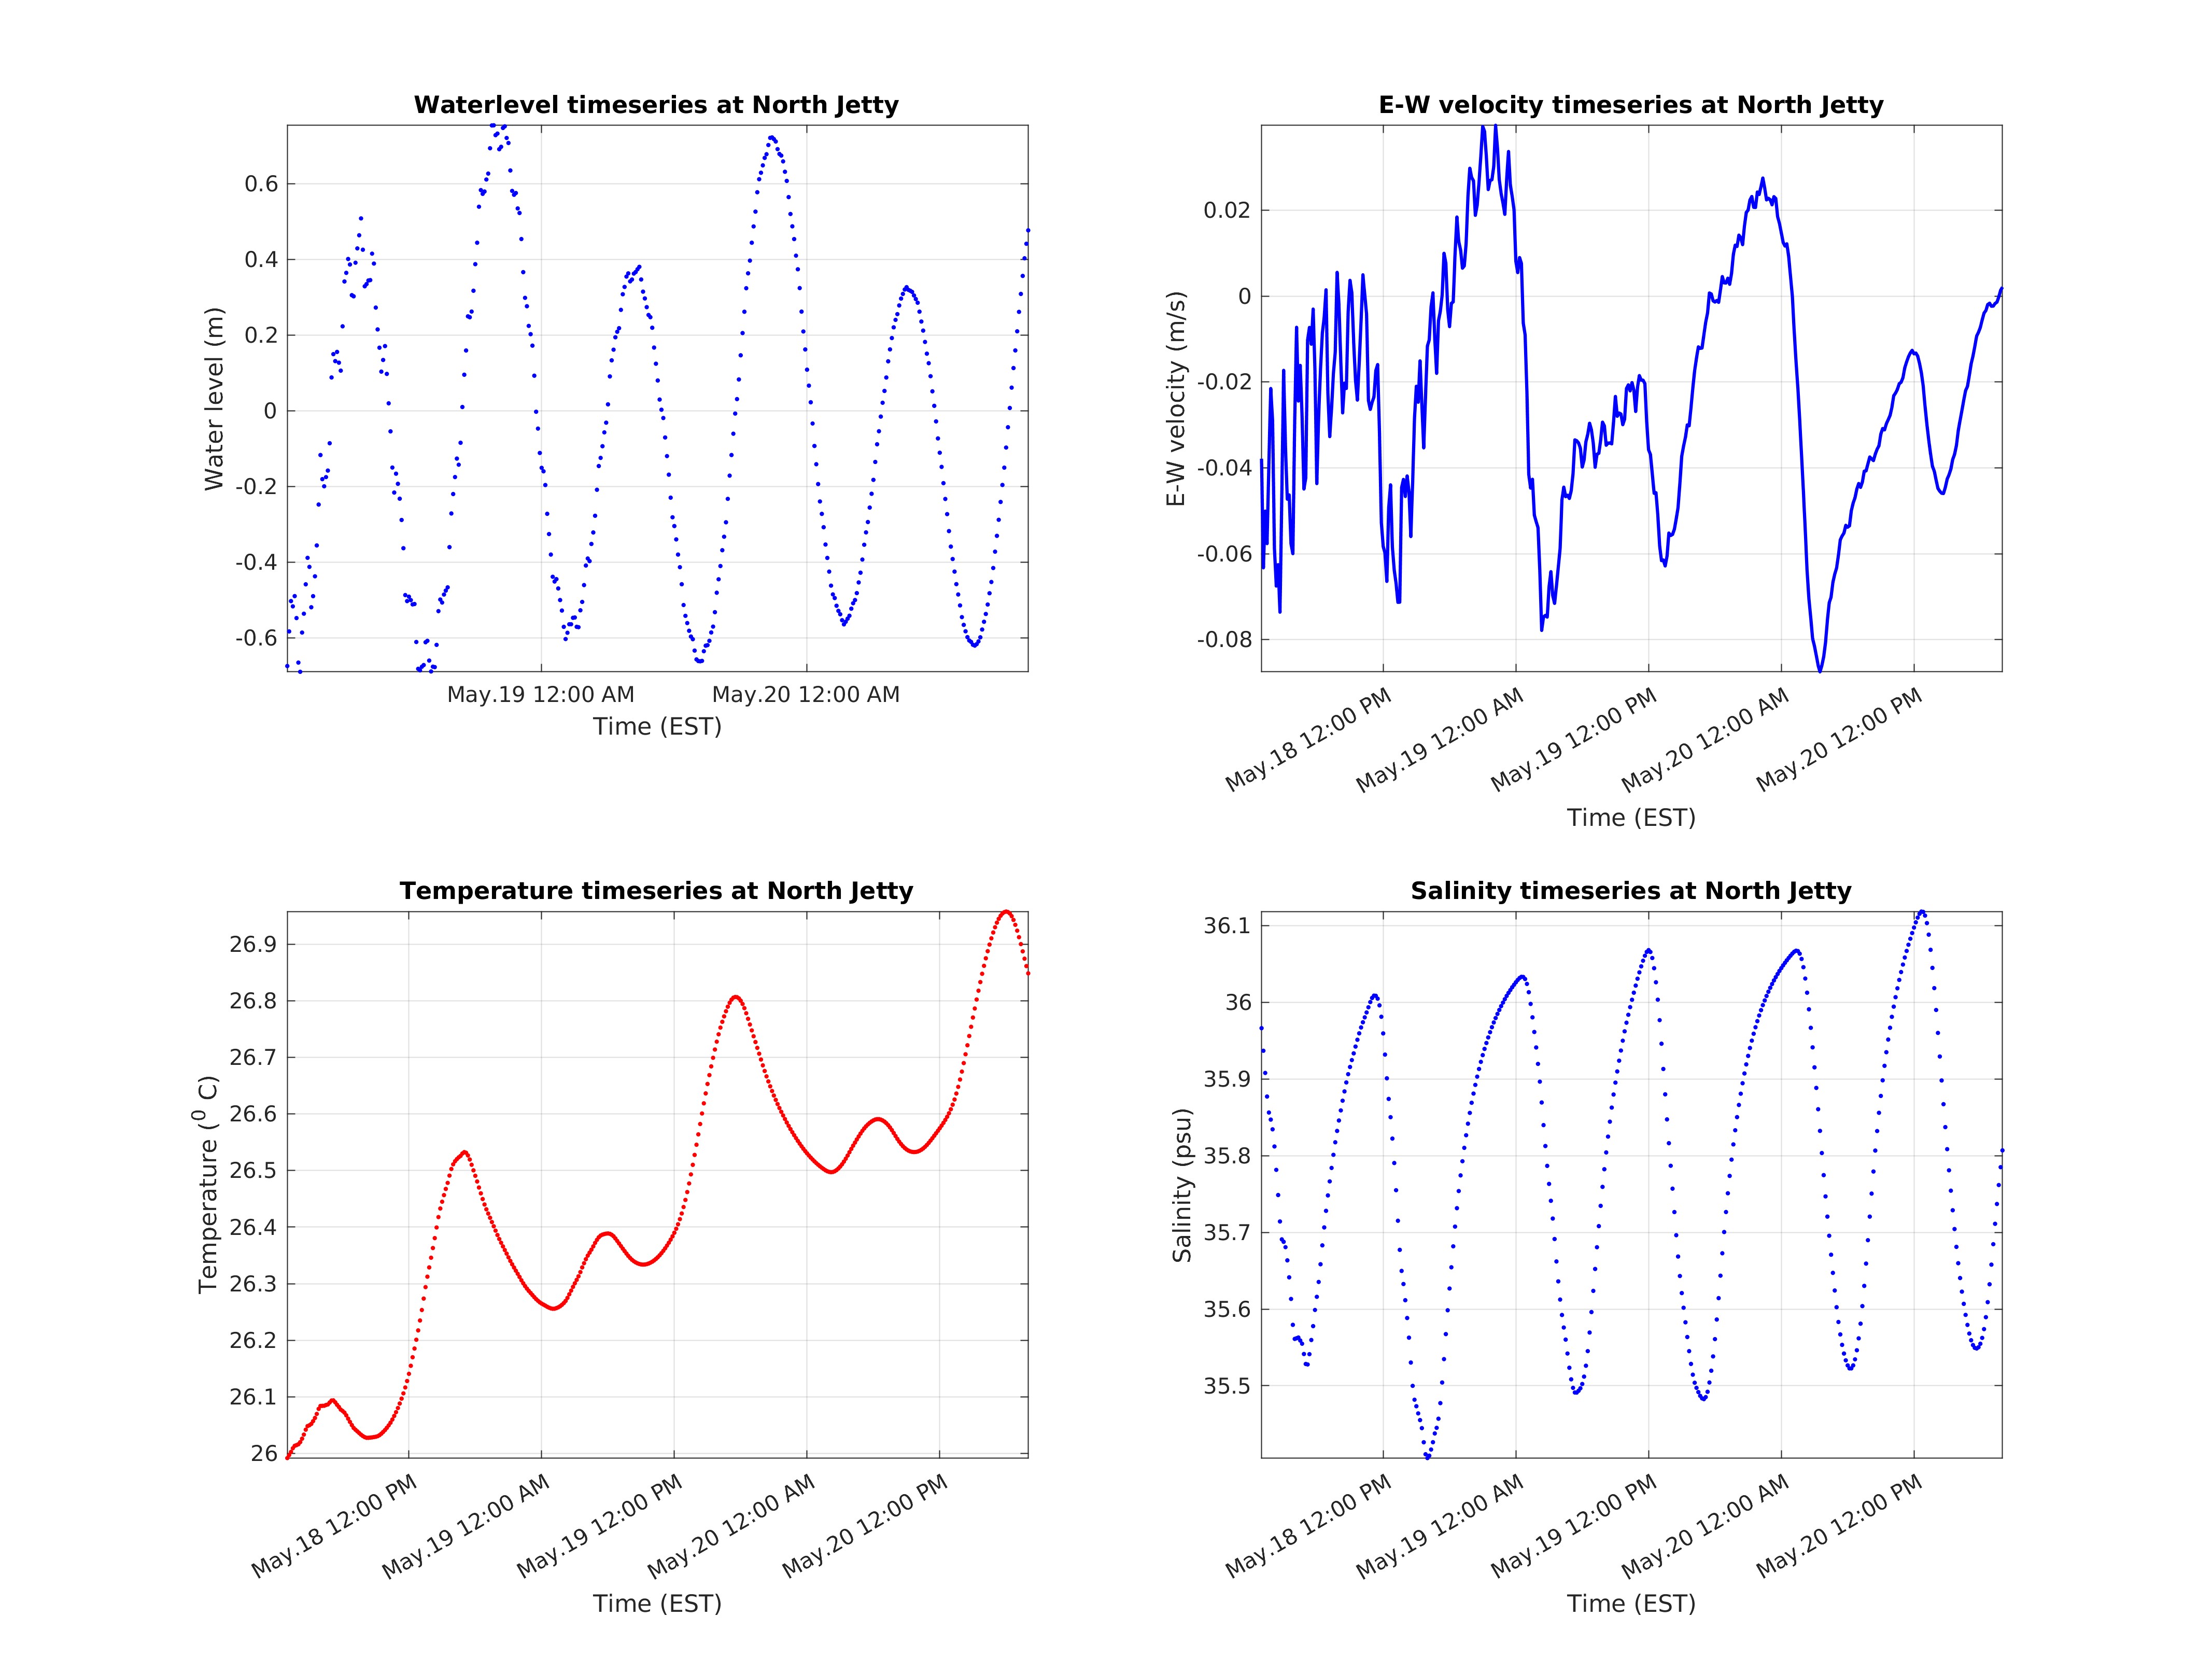 Waterlevel timeseries at North Jetty
0.6
0.4
0.2
0
-0.2
-0.4
-0.6
Water level (m)
May.19 12:00 AM
May.20 12:00 AM
Time (EST)
E-W velocity timeseries at North Jetty
0.02
0
-0.02
-0.04
-0.06
-0.08
E-W velocity (m/s)
May.18 12:00 PM
May.19 12:00 AM
May.19 12:00 PM
May.20 12:00 AM
May.20 12:00 PM
Time (EST)
Temperature timeseries at North Jetty
26.9
26.8
26.7
26.6
26.5
26.4
26.3
26.2
26.1
26
Temperature (⁰ C)
May.18 12:00 PM
May.19 12:00 AM
May.19 12:00 PM
May.20 12:00 AM
May.20 12:00 PM
Time (EST)
Salinity timeseries at North Jetty
36.1
36
35.9
35.8
35.7
35.6
35.5
Salinity (psu)
May.18 12:00 PM
May.19 12:00 AM
May.19 12:00 PM
May.20 12:00 AM
May.20 12:00 PM
Time (EST)